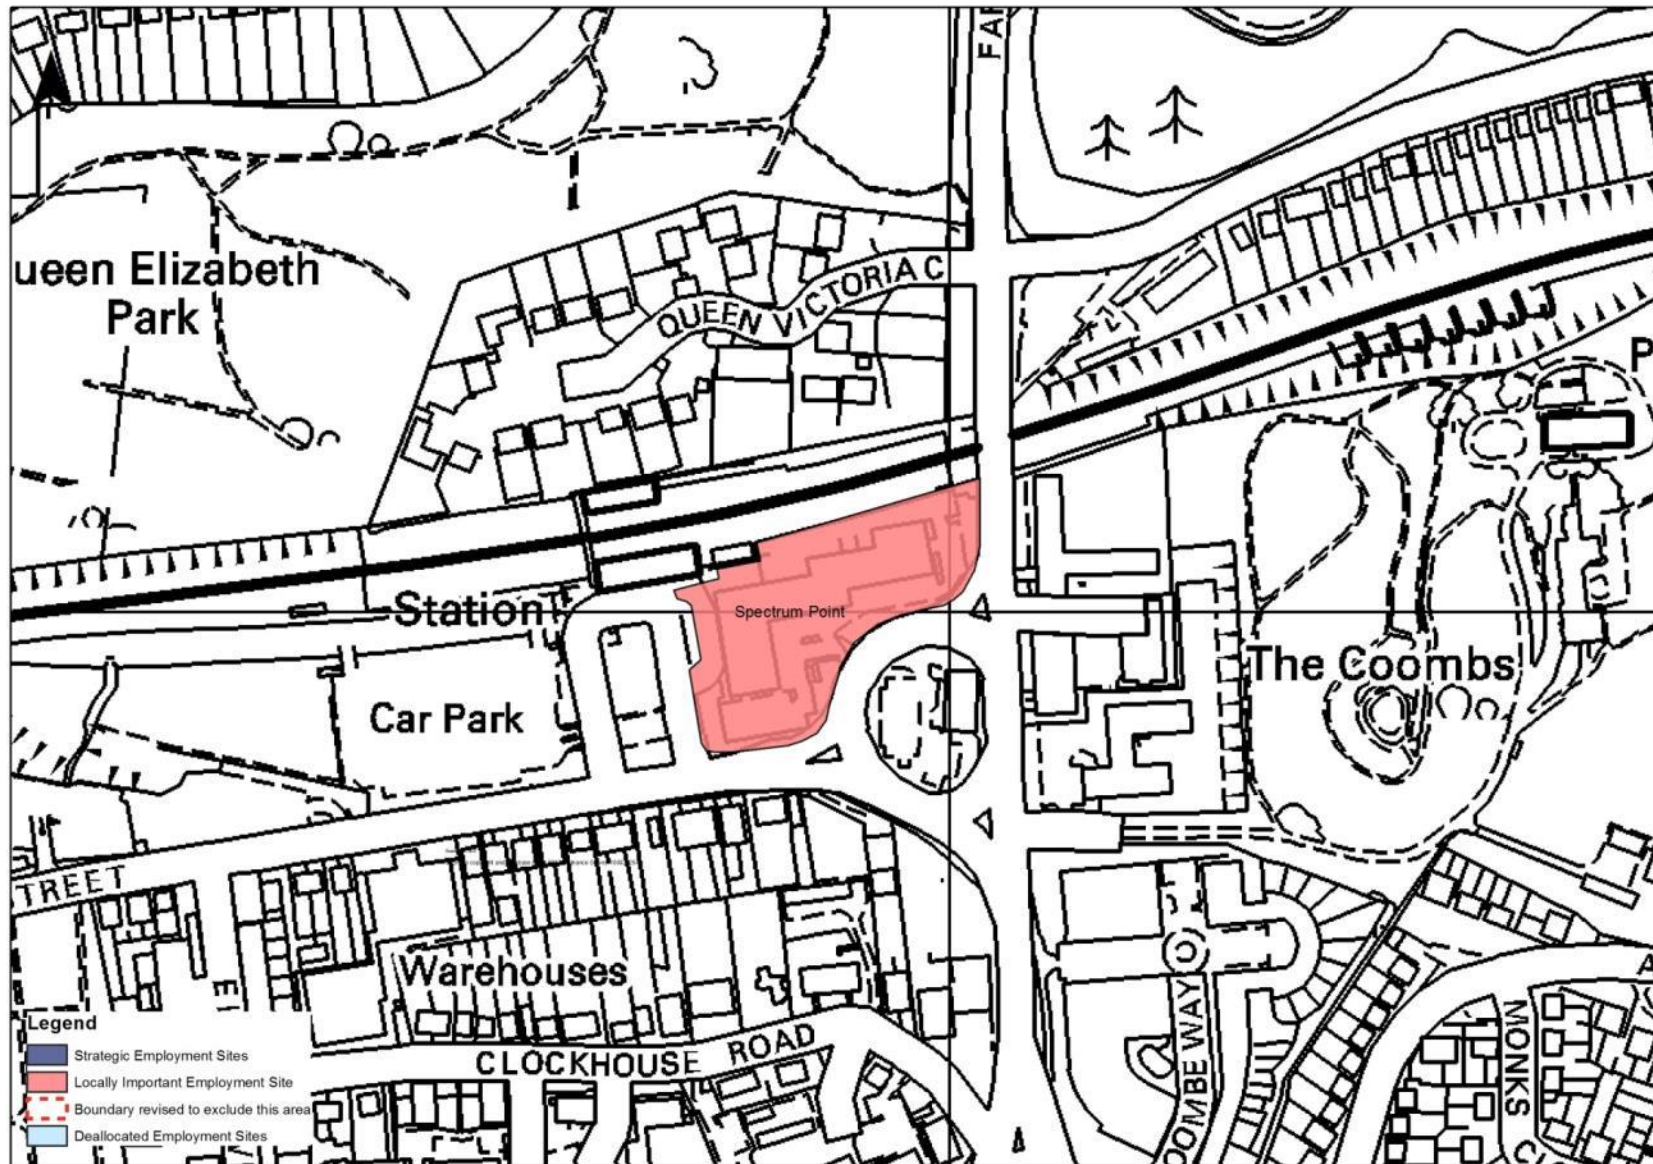 FAR
ueen Elizabeth
Park
QUEEN VICTORIA C
P
Spectrum Point
Station
The Coombs
Car Park
TREET
Warehouses
CLOCKHOUSE ROAD
OOMBE WAY
MONKS
A
E
Legend
Strategic Employment Sites
Locally Important Employment Site
Boundary revised to exclude this area
Deallocated Employment Sites